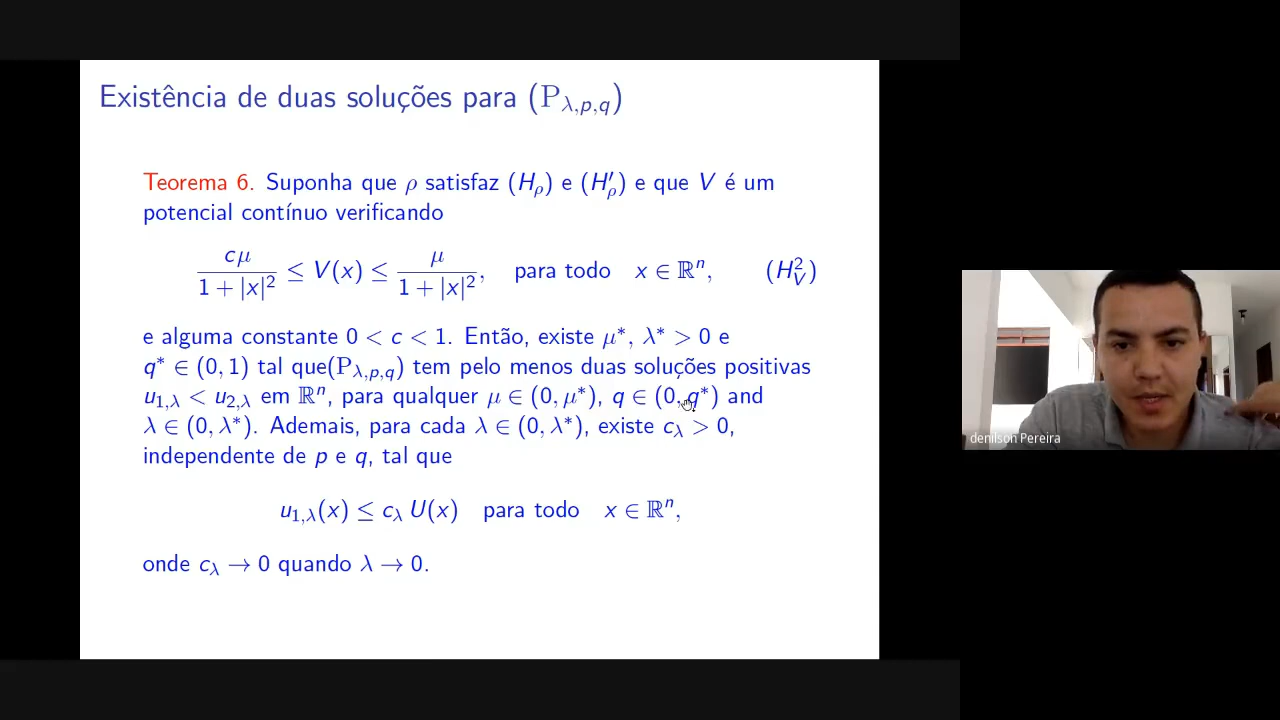 Existência de duas soluções para (P_{λ,p,q})
Teorema 6. Suponha que ρ satisfaz (H_ρ) e (H'_ρ) e que V é um
potencial contínuo verificando
cμ / (1 + |x|²) ≤ V(x) ≤ μ / (1 + |x|²), para todo x ∈ ℝⁿ, (H²_V)
e alguma constante 0 < c < 1. Então, existe μ*, λ* > 0 e
q* ∈ (0, 1) tal que(P_{λ,p,q}) tem pelo menos duas soluções positivas
u_{1,λ} < u_{2,λ} em ℝⁿ, para qualquer μ ∈ (0, μ*), q ∈ (0, q*) and
λ ∈ (0, λ*). Ademais, para cada λ ∈ (0, λ*), existe c_λ > 0,
independente de p e q, tal que
u_{1,λ}(x) ≤ c_λ U(x) para todo x ∈ ℝⁿ,
onde c_λ → 0 quando λ → 0.
denilson Pereira